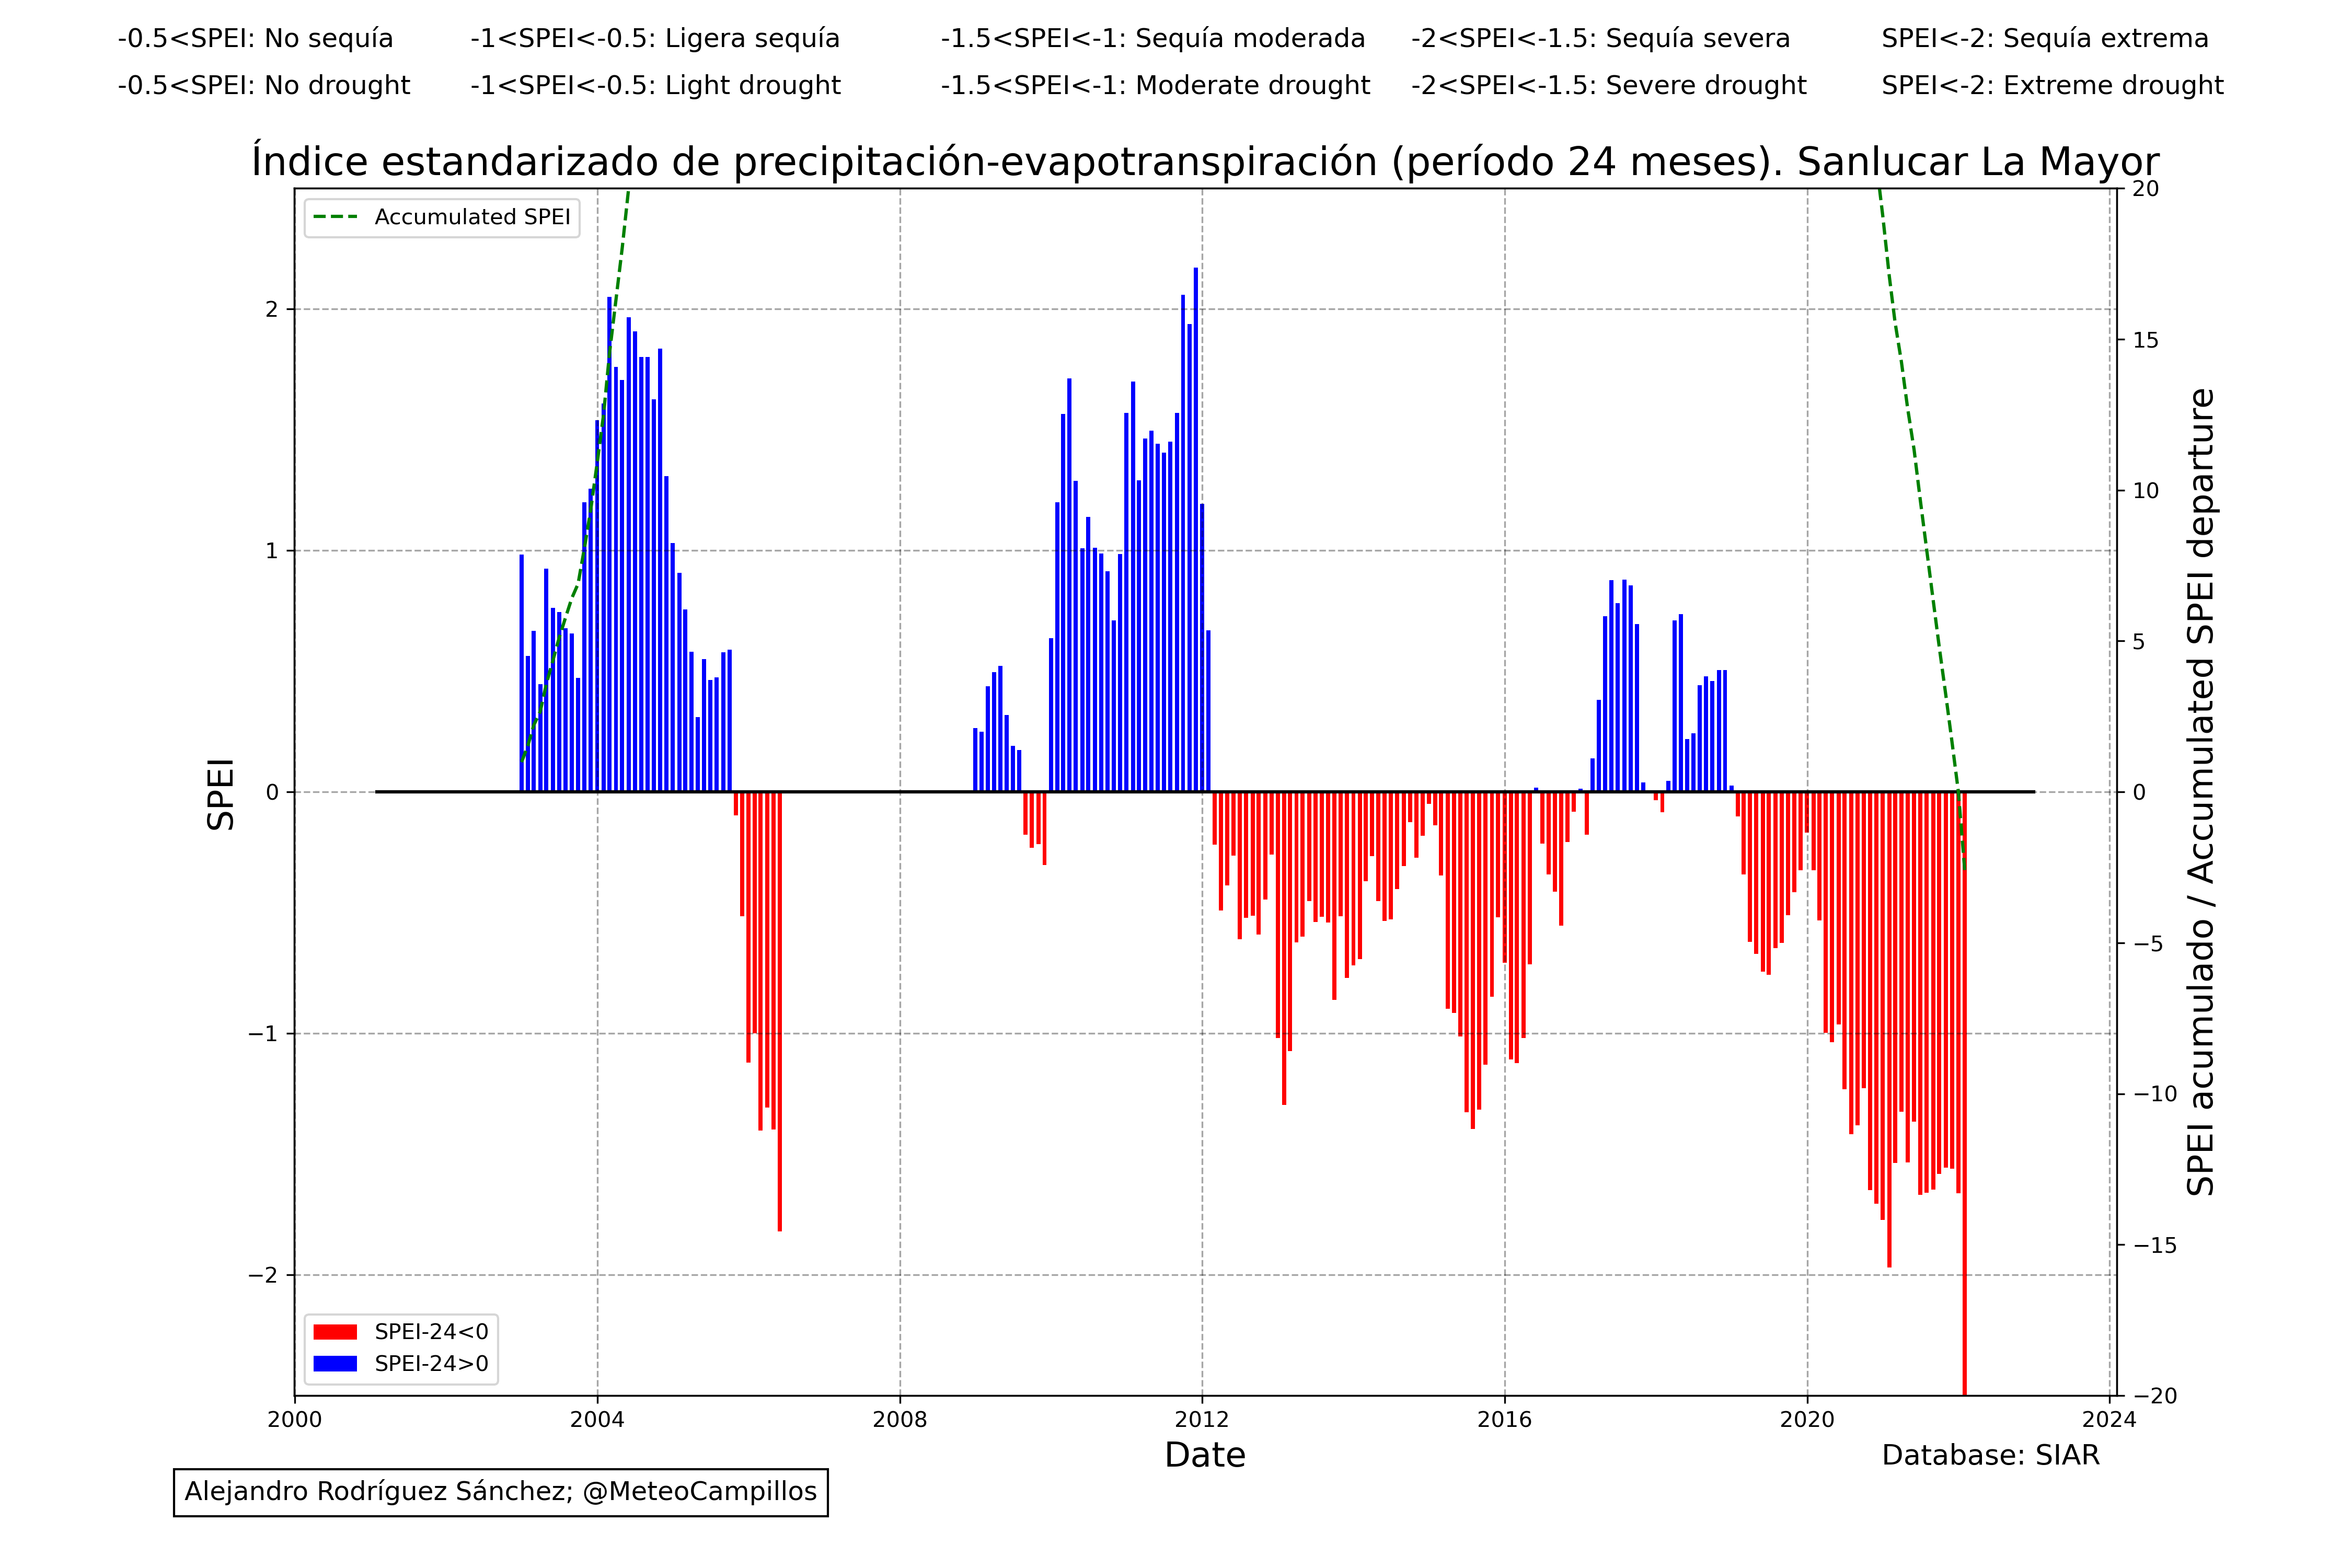 -0.5<SPEI: No sequía -1<SPEI<-0.5: Ligera sequía -1.5<SPEI<-1: Sequía moderada -2<SPEI<-1.5: Sequía severa SPEI<-2: Sequía extrema
-0.5<SPEI: No drought -1<SPEI<-0.5: Light drought -1.5<SPEI<-1: Moderate drought -2<SPEI<-1.5: Severe drought SPEI<-2: Extreme drought
Índice estandarizado de precipitación-evapotranspiración (período 24 meses). Sanlucar La Mayor
Accumulated SPEI
SPEI
2
1
0
−1
−2
20
15
10
5
0
−5
−10
−15
−20
SPEI acumulado / Accumulated SPEI departure
SPEI-24<0
SPEI-24>0
2000 2004 2008 2012 2016 2020 2024
Date
Database: SIAR
Alejandro Rodríguez Sánchez; @MeteoCampillos